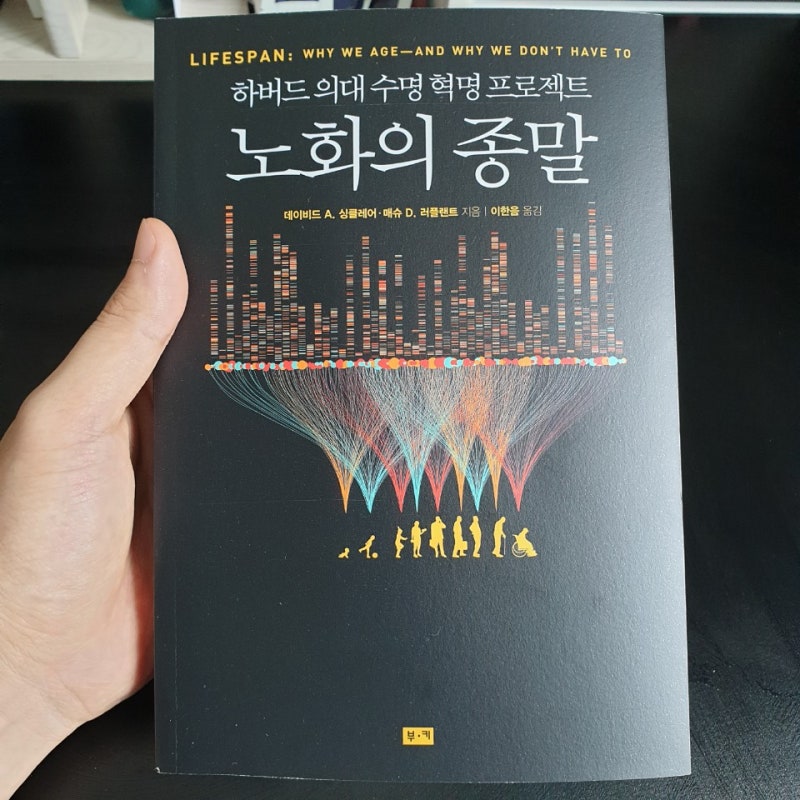 LIFESPAN: WHY WE AGE—AND WHY WE DON'T HAVE TO
하버드 의대 수명 혁명 프로젝트
노화의 종말
데이비드 A. 싱클레어·매슈 D. 러플랜트 지음 | 이한음 옮김
부·키